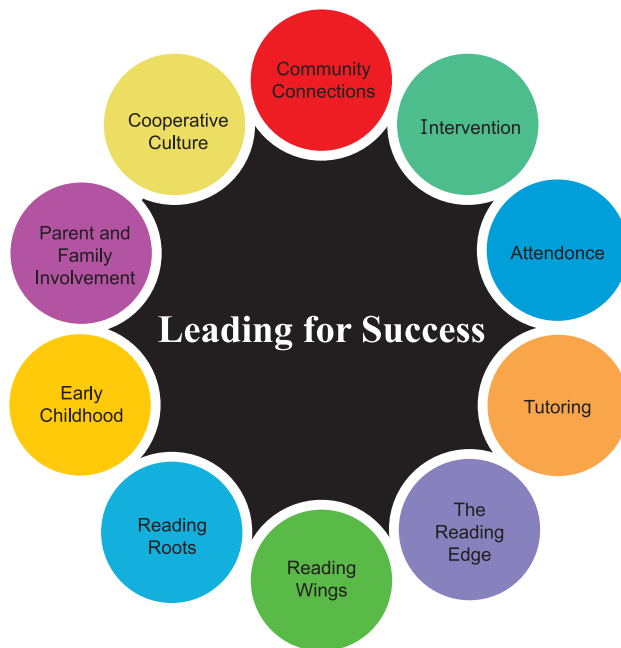 Community
Connections
Intervention
Attendonce
Tutoring
The
Reading
Edge
Reading
Wings
Reading
Roots
Early
Childhood
Parent and
Family
Involvement
Cooperative
Culture
Leading for Success